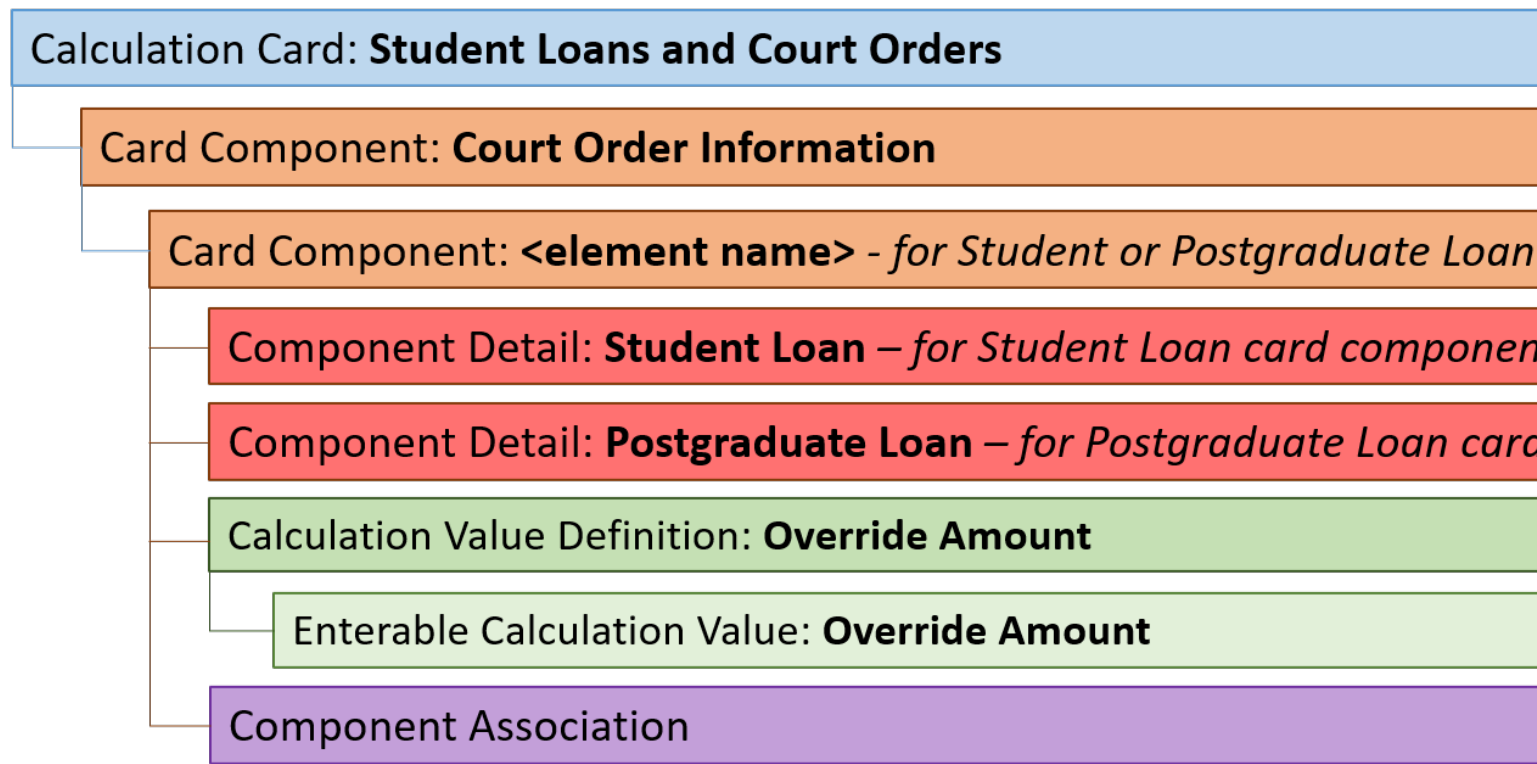 Calculation Card: Student Loans and Court Orders
Card Component: Court Order Information
Card Component: <element name> - for Student or Postgraduate Loan
Component Detail: Student Loan – for Student Loan card componen
Component Detail: Postgraduate Loan – for Postgraduate Loan card
Calculation Value Definition: Override Amount
Enterable Calculation Value: Override Amount
Component Association